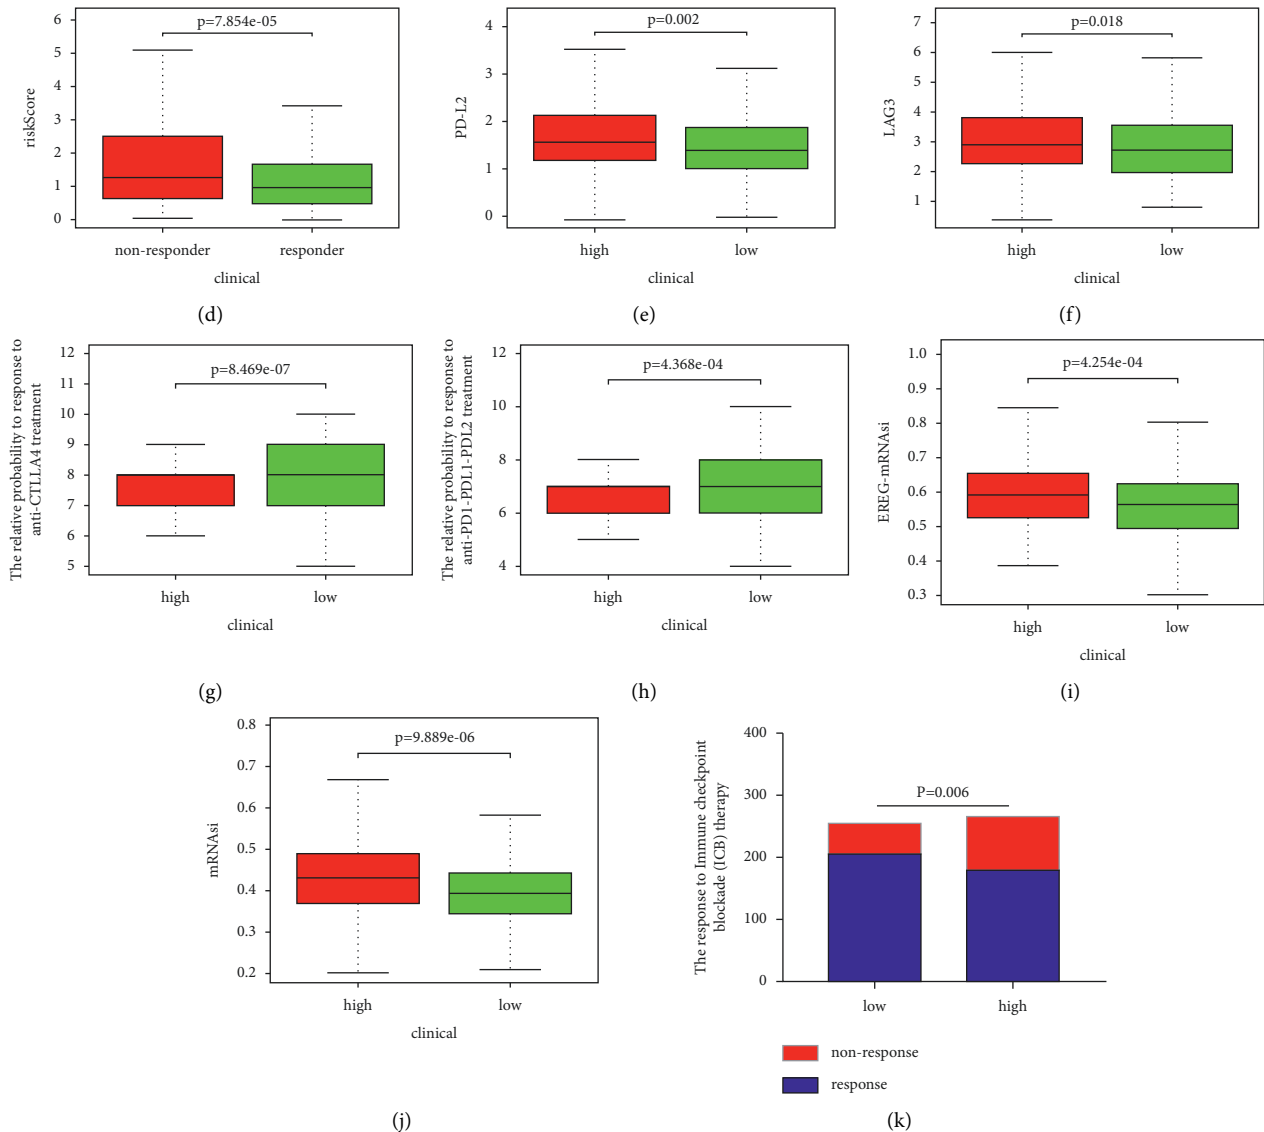 p=7.854e-05
riskScore
6
5
4
3
2
1
0
non-responder
responder
clinical
(d)
p=0.002
PD-L2
4
3
2
1
0
high
low
clinical
(e)
p=0.018
LAG3
7
6
5
4
3
2
1
high
low
clinical
(f)
p=8.469e-07
The relative probability to response to
anti-CTLLA4 treatment
12
11
10
9
8
7
6
5
high
low
clinical
(g)
p=4.368e-04
The relative probability to response to
anti-PD1-PDL1-PDL2 treatment
12
10
8
6
4
high
low
clinical
(h)
p=4.254e-04
EREG-mRNAsi
1.0
0.9
0.8
0.7
0.6
0.5
0.4
0.3
high
low
clinical
(i)
p=9.889e-06
mRNAsi
0.8
0.7
0.6
0.5
0.4
0.3
0.2
high
low
clinical
(j)
P=0.006
The response to Immune checkpoint
blockade (ICB) therapy
400
300
200
100
0
low
high
non-response
response
(k)